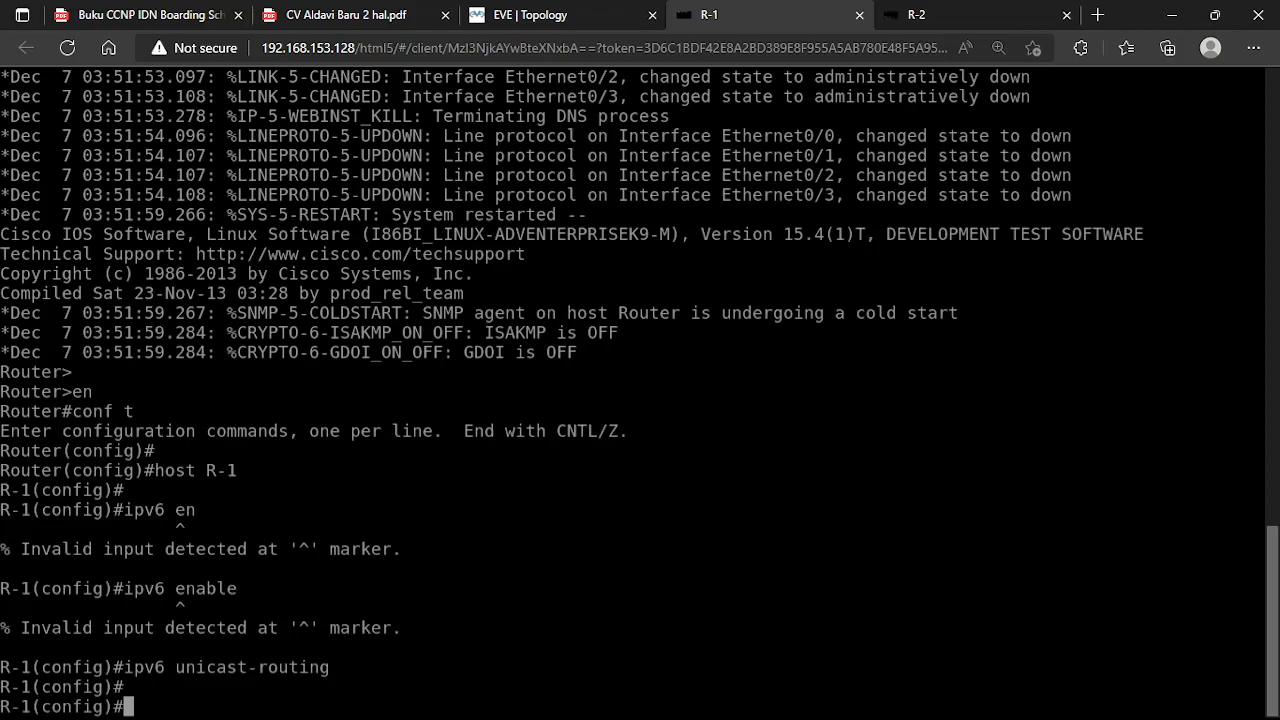 Buku CCNP IDN Boarding Sch
CV Aldavi Baru 2 hal.pdf
EVE | Topology
R-1
R-2
Not secure
192.168.153.128/html5/#/client/MzI3NjkAYwBteXNxbA==?token=3D6C1BDF42E8A2BD389E8F955A5AB780E48F5A95...
*Dec  7 03:51:53.097: %LINK-5-CHANGED: Interface Ethernet0/2, changed state to administratively down
*Dec  7 03:51:53.108: %LINK-5-CHANGED: Interface Ethernet0/3, changed state to administratively down
*Dec  7 03:51:53.278: %IP-5-WEBINST_KILL: Terminating DNS process
*Dec  7 03:51:54.096: %LINEPROTO-5-UPDOWN: Line protocol on Interface Ethernet0/0, changed state to down
*Dec  7 03:51:54.107: %LINEPROTO-5-UPDOWN: Line protocol on Interface Ethernet0/1, changed state to down
*Dec  7 03:51:54.107: %LINEPROTO-5-UPDOWN: Line protocol on Interface Ethernet0/2, changed state to down
*Dec  7 03:51:54.108: %LINEPROTO-5-UPDOWN: Line protocol on Interface Ethernet0/3, changed state to down
*Dec  7 03:51:59.266: %SYS-5-RESTART: System restarted --
Cisco IOS Software, Linux Software (I86BI_LINUX-ADVENTERPRISEK9-M), Version 15.4(1)T, DEVELOPMENT TEST SOFTWARE
Technical Support: http://www.cisco.com/techsupport
Copyright (c) 1986-2013 by Cisco Systems, Inc.
Compiled Sat 23-Nov-13 03:28 by prod_rel_team
*Dec  7 03:51:59.267: %SNMP-5-COLDSTART: SNMP agent on host Router is undergoing a cold start
*Dec  7 03:51:59.284: %CRYPTO-6-ISAKMP_ON_OFF: ISAKMP is OFF
*Dec  7 03:51:59.284: %CRYPTO-6-GDOI_ON_OFF: GDOI is OFF
Router>
Router>en
Router#conf t
Enter configuration commands, one per line.  End with CNTL/Z.
Router(config)#
Router(config)#host R-1
R-1(config)#
R-1(config)#ipv6 en
^
% Invalid input detected at '^' marker.
R-1(config)#ipv6 enable
^
% Invalid input detected at '^' marker.
R-1(config)#ipv6 unicast-routing
R-1(config)#
R-1(config)#